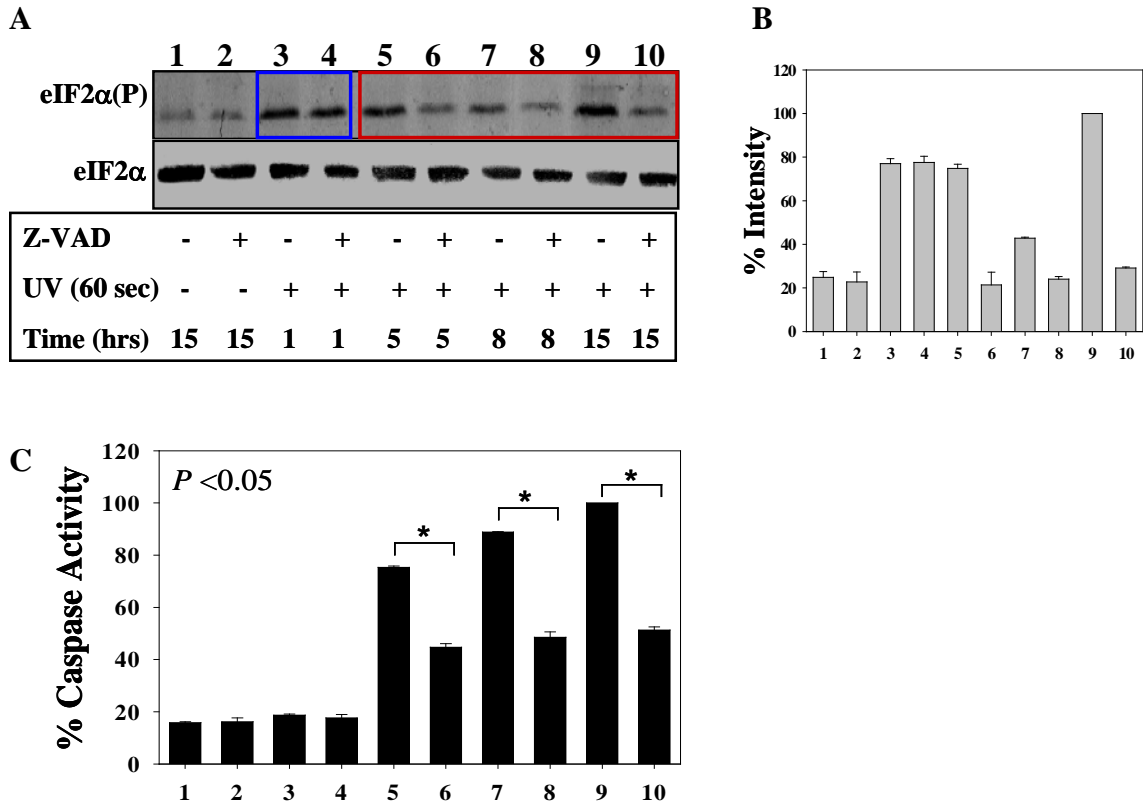 A
1 2 3 4 5 6 7 8 9 10
eIF2α(P)
eIF2α
Z-VAD - + - + - + - + - +
UV (60 sec) - - + + + + + + + +
Time (hrs) 15 15 1 1 5 5 8 8 15 15
B
% Intensity
120
100
80
60
40
20
0
1 2 3 4 5 6 7 8 9 10
C
% Caspase Activity
120
100
80
60
40
20
0
P <0.05
* * *
1 2 3 4 5 6 7 8 9 10